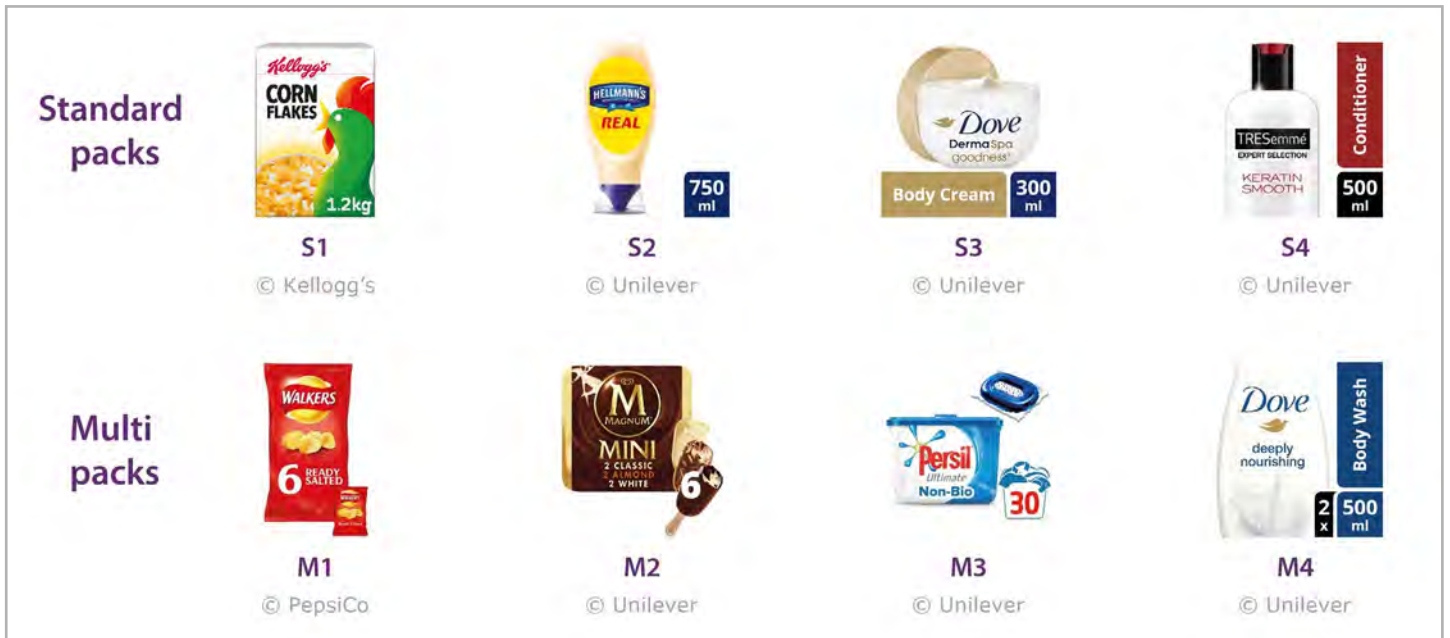 Standard
packs
Kellogg's
CORN
FLAKES
1.2kg
S1
© Kellogg's
HELLMANN'S
REAL
750
ml
S2
© Unilever
Dove
DermaSpa
goodness³
Body Cream
300
ml
S3
© Unilever
TRESemmé
EXPERT SELECTION
KERATIN
SMOOTH
Conditioner
500
ml
S4
© Unilever
Multi
packs
WALKERS
6 READY
SALTED
WALKERS
M1
© PepsiCo
M
MAGNUM
MINI
2 CLASSIC
2 ALMOND
2 WHITE
6
M2
© Unilever
Persil
Ultimate
Non-Bio
30
M3
© Unilever
Dove
deeply
nourishing
Body Wash
2
x
500
ml
M4
© Unilever